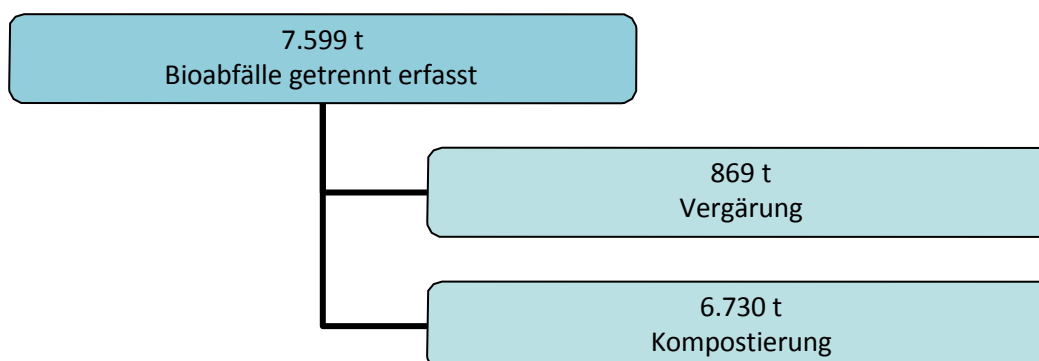 7.599 t
Bioabfälle getrennt erfasst
869 t
Vergärung
6.730 t
Kompostierung